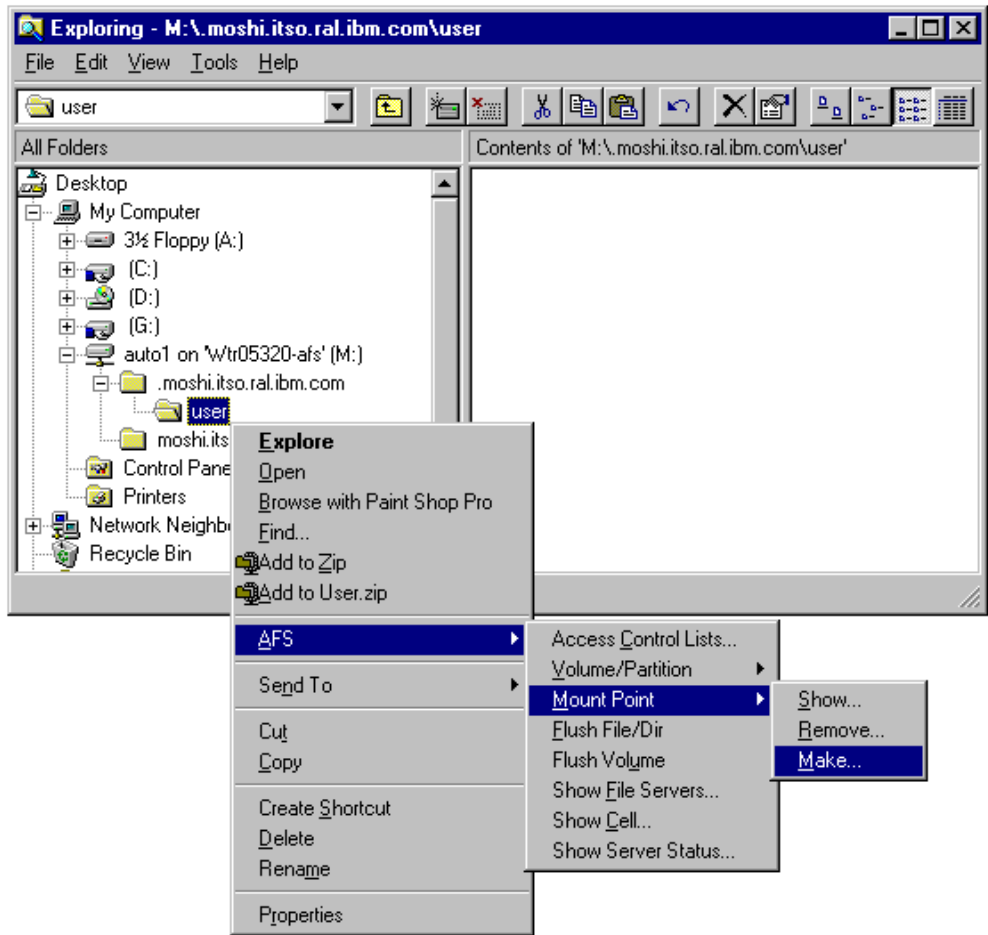 Exploring - M:\.moshi.itso.ral.ibm.com\user
File Edit View Tools Help
user
All Folders
Contents of 'M:\.moshi.itso.ral.ibm.com\user'
Desktop
My Computer
3½ Floppy (A:)
(C:)
(D:)
(G:)
auto1 on 'Wtr05320-afs' (M:)
.moshi.itso.ral.ibm.com
user
moshi.its
Control Pane
Printers
Network Neighb
Recycle Bin
Explore
Open
Browse with Paint Shop Pro
Find...
Add to Zip
Add to User.zip
AFS
Send To
Cut
Copy
Create Shortcut
Delete
Rename
Properties
Access Control Lists...
Volume/Partition
Mount Point
Flush File/Dir
Flush Volume
Show File Servers...
Show Cell...
Show Server Status...
Show...
Remove...
Make...